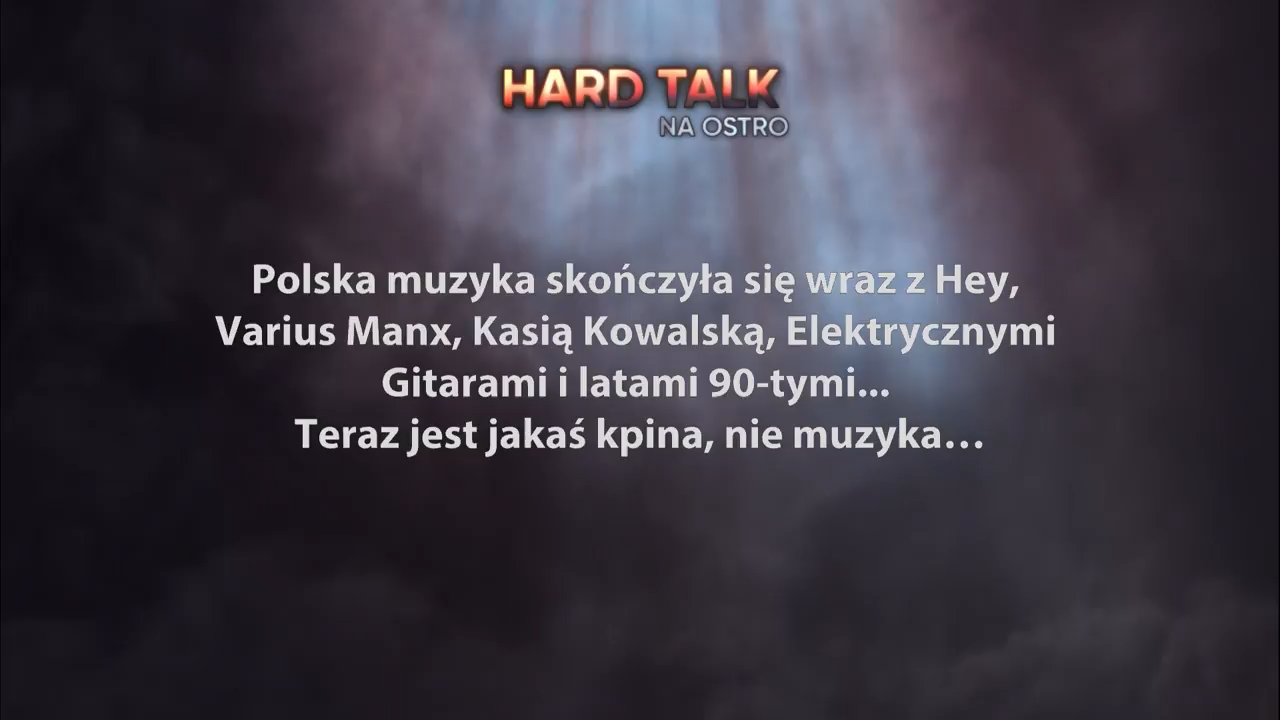 HARD TALK
NA OSTRO
Polska muzyka skończyła się wraz z Hey,
Varius Manx, Kasią Kowalską, Elektrycznymi
Gitarami i latami 90-tymi...
Teraz jest jakaś kpina, nie muzyka...